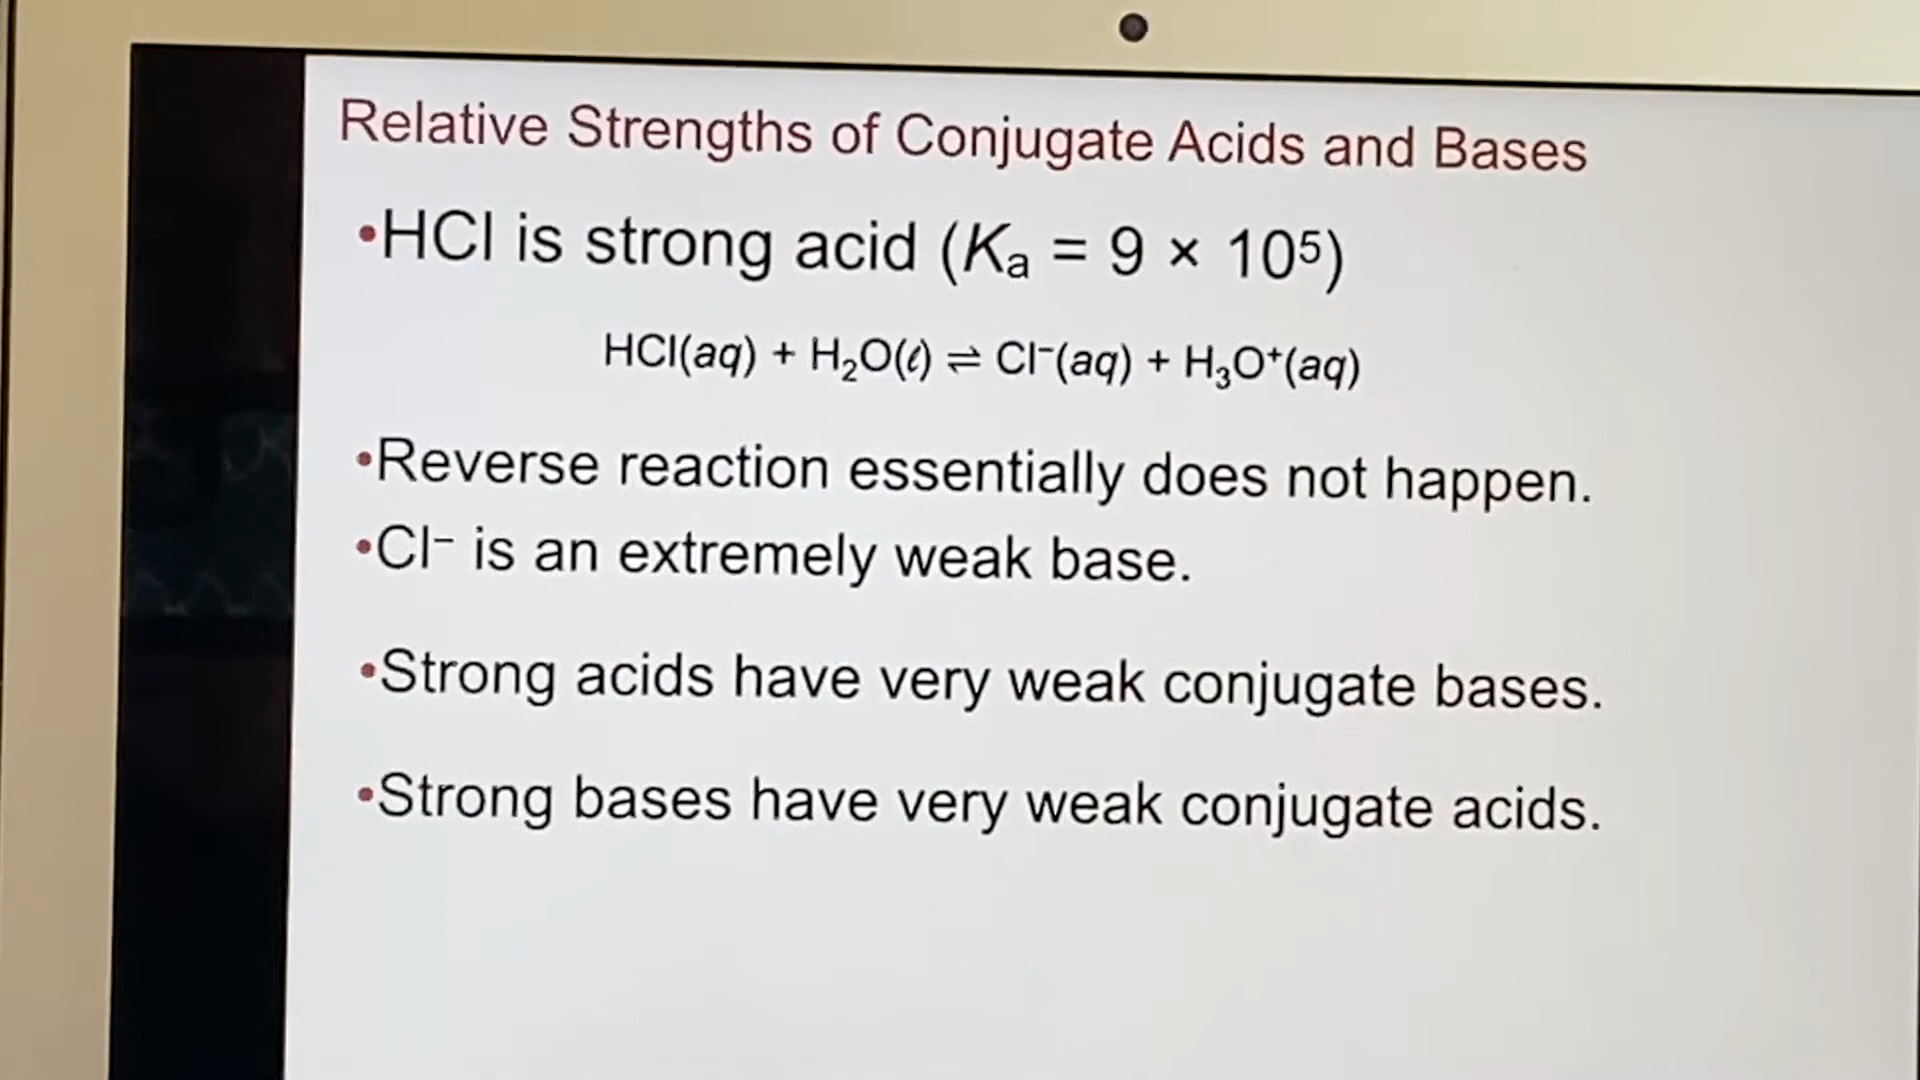 Relative Strengths of Conjugate Acids and Bases
•HCl is strong acid (Kₐ = 9 × 10⁵)
HCl(aq) + H₂O(ℓ) ⇌ Cl⁻(aq) + H₃O⁺(aq)
•Reverse reaction essentially does not happen.
•Cl⁻ is an extremely weak base.
•Strong acids have very weak conjugate bases.
•Strong bases have very weak conjugate acids.